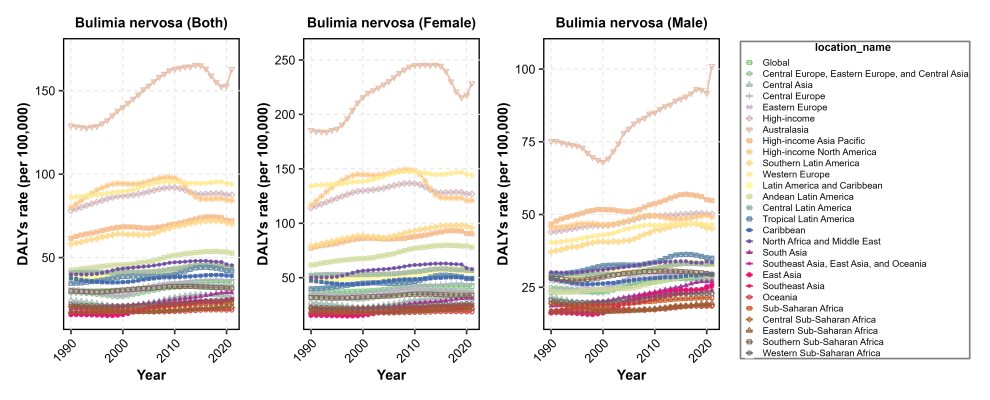 Bulimia nervosa (Both)
DALYs rate (per 100,000)
150
100
50
1990
2000
2010
2020
Year
Bulimia nervosa (Female)
DALYs rate (per 100,000)
250
200
150
100
50
1990
2000
2010
2020
Year
Bulimia nervosa (Male)
DALYs rate (per 100,000)
100
75
50
25
1990
2000
2010
2020
Year
location_name
Global
Central Europe, Eastern Europe, and Central Asia
Central Asia
Central Europe
Eastern Europe
High-income
Australasia
High-income Asia Pacific
High-income North America
Southern Latin America
Western Europe
Latin America and Caribbean
Andean Latin America
Central Latin America
Tropical Latin America
Caribbean
North Africa and Middle East
South Asia
Southeast Asia, East Asia, and Oceania
East Asia
Southeast Asia
Oceania
Sub-Saharan Africa
Central Sub-Saharan Africa
Eastern Sub-Saharan Africa
Southern Sub-Saharan Africa
Western Sub-Saharan Africa